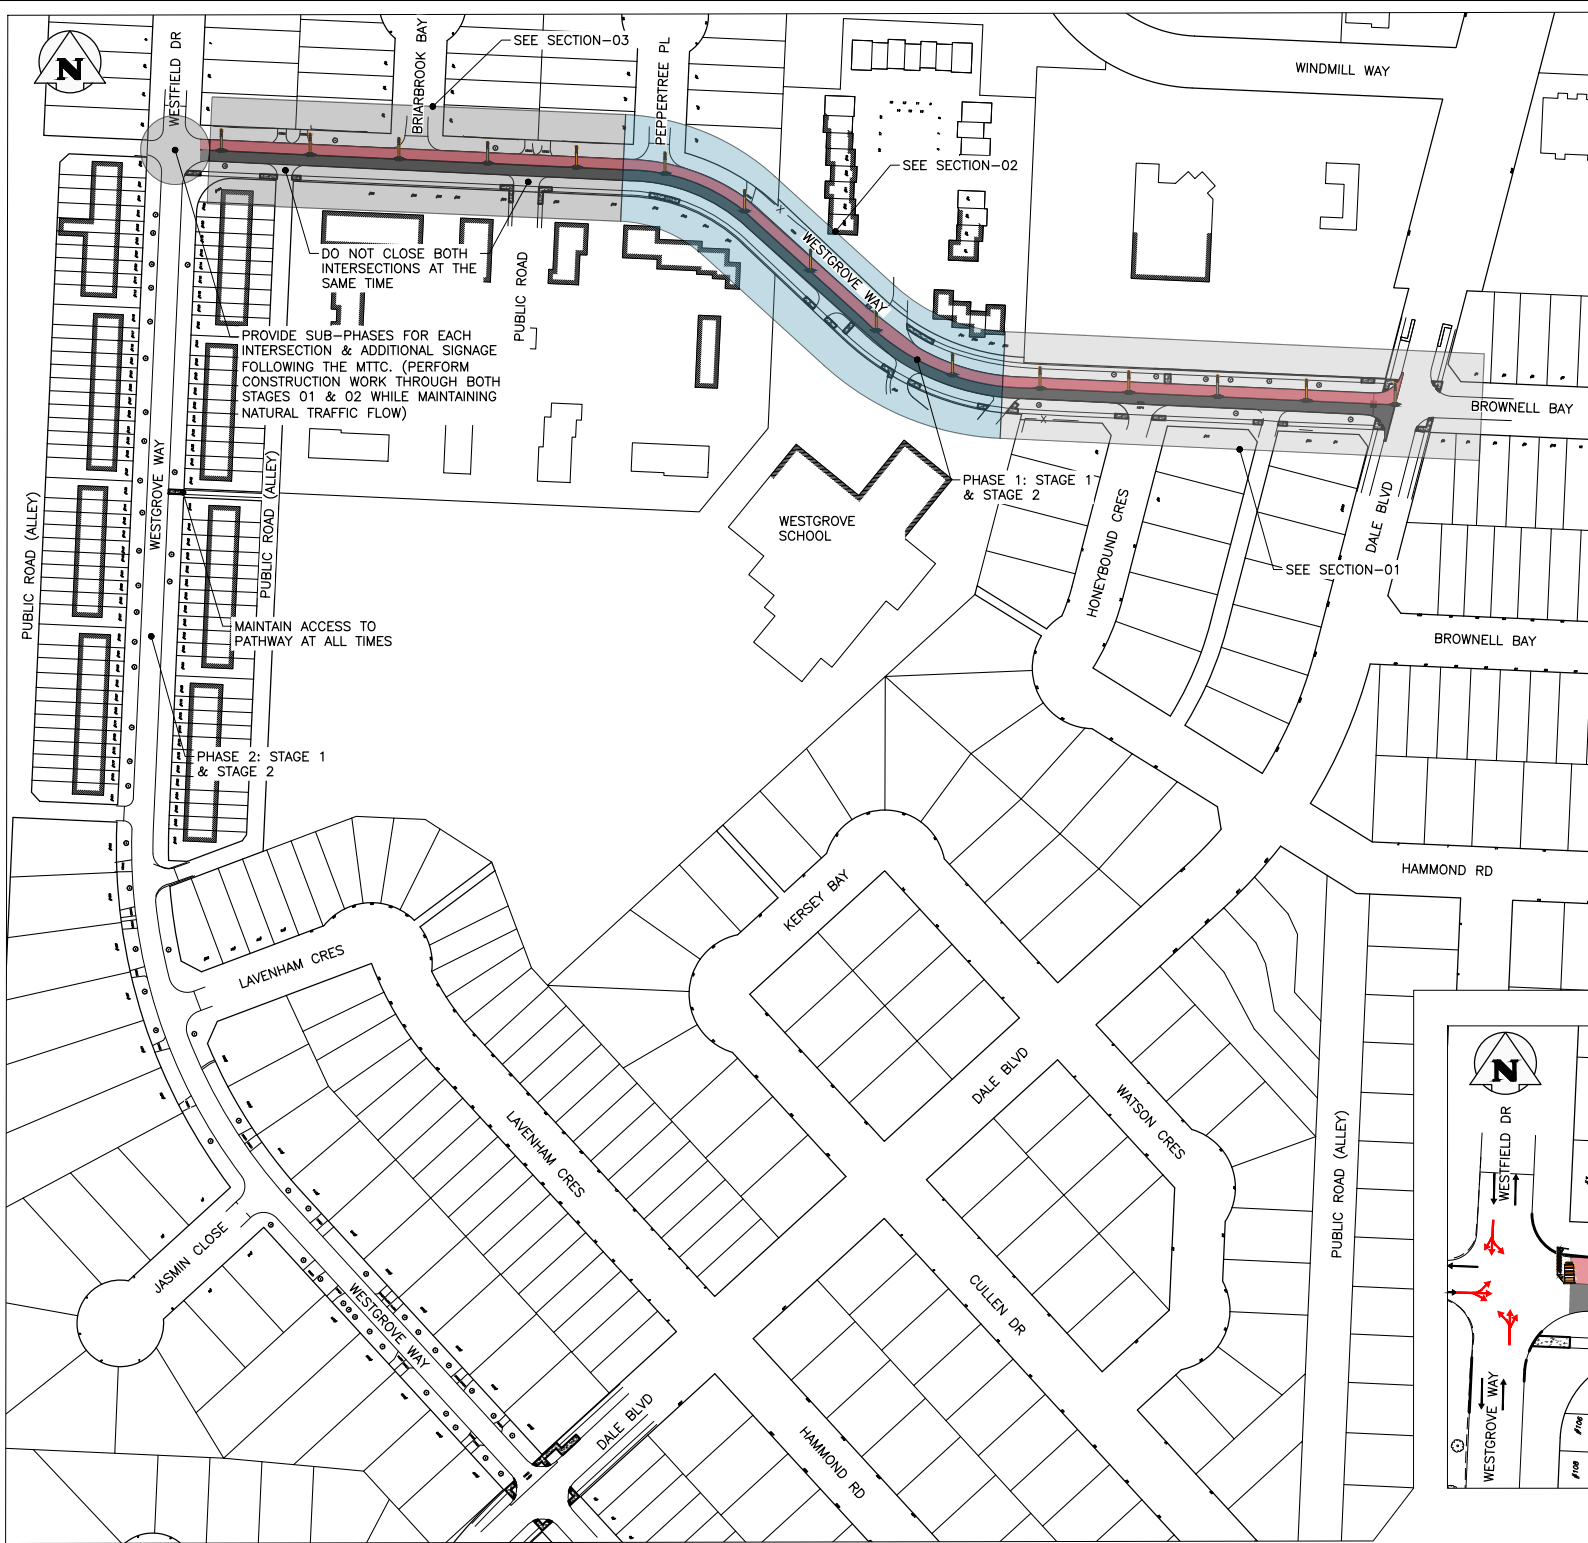 N
WESTFIELD DR
BRIARBROOK BAY
SEE SECTION-03
PEPPERTREE PL
WINDMILL WAY
SEE SECTION-02
WESTGROVE WAY
DO NOT CLOSE BOTH
INTERSECTIONS AT THE
SAME TIME
PUBLIC ROAD
PROVIDE SUB-PHASES FOR EACH
INTERSECTION & ADDITIONAL SIGNAGE
FOLLOWING THE MTTC. (PERFORM
CONSTRUCTION WORK THROUGH BOTH
STAGES 01 & 02 WHILE MAINTAINING
NATURAL TRAFFIC FLOW)
BROWNELL BAY
WESTGROVE WAY
PUBLIC ROAD (ALLEY)
PUBLIC ROAD (ALLEY)
PHASE 1: STAGE 1
& STAGE 2
WESTGROVE
SCHOOL
HONEYBOUND CRES
DALE BLVD
SEE SECTION-01
MAINTAIN ACCESS TO
PATHWAY AT ALL TIMES
BROWNELL BAY
PHASE 2: STAGE 1
& STAGE 2
HAMMOND RD
KERSEY BAY
LAVENHAM CRES
DALE BLVD
WATSON CRES
LAVENHAM CRES
PUBLIC ROAD (ALLEY)
JASMIN CLOSE
WESTGROVE WAY
CULLEN DR
DALE BLVD
HAMMOND RD
N
WESTFIELD DR
WESTGROVE WAY
#106
#108